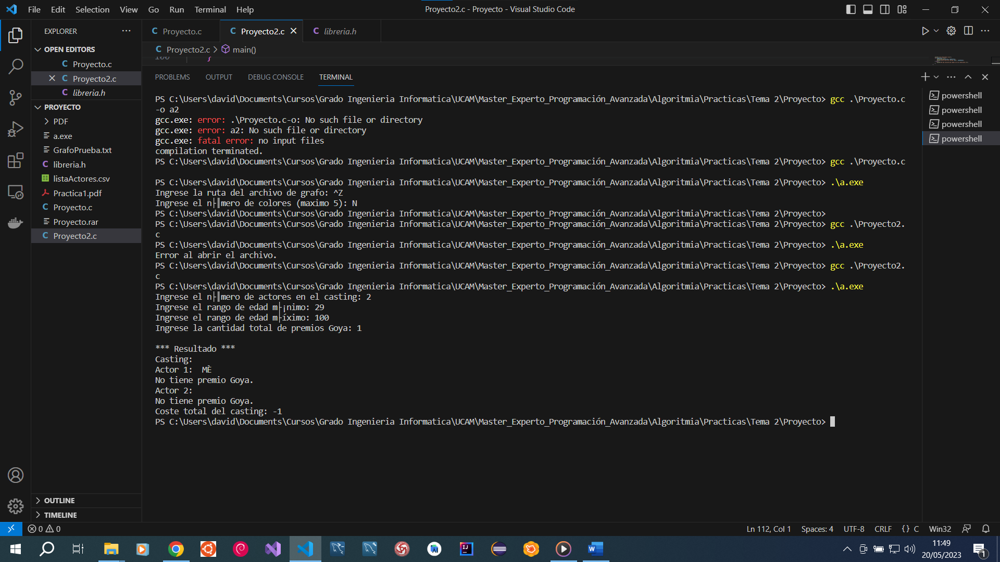 File Edit Selection View Go Run Terminal Help
Proyecto2.c - Proyecto - Visual Studio Code
EXPLORER
OPEN EDITORS
Proyecto.c
Proyecto2.c
libreria.h
PROYECTO
PDF
a.exe
GrafoPrueba.txt
libreria.h
listaActores.csv
Practica1.pdf
Proyecto.c
Proyecto.rar
Proyecto2.c
OUTLINE
TIMELINE
Proyecto.c Proyecto2.c libreria.h
Proyecto2.c > main()
100 }
PROBLEMS OUTPUT DEBUG CONSOLE TERMINAL
PS C:\Users\david\Documents\Cursos\Grado Ingenieria Informatica\UCAM\Master_Experto_Programación_Avanzada\Algoritmia\Practicas\Tema 2\Proyecto> gcc .\Proyecto.c
-o a2
gcc.exe: error: .\Proyecto.c-o: No such file or directory
gcc.exe: error: a2: No such file or directory
gcc.exe: fatal error: no input files
compilation terminated.
PS C:\Users\david\Documents\Cursos\Grado Ingenieria Informatica\UCAM\Master_Experto_Programación_Avanzada\Algoritmia\Practicas\Tema 2\Proyecto> gcc .\Proyecto.c
PS C:\Users\david\Documents\Cursos\Grado Ingenieria Informatica\UCAM\Master_Experto_Programación_Avanzada\Algoritmia\Practicas\Tema 2\Proyecto> .\a.exe
Ingrese la ruta del archivo de grafo: ^Z
Ingrese el n├║mero de colores (maximo 5): N
PS C:\Users\david\Documents\Cursos\Grado Ingenieria Informatica\UCAM\Master_Experto_Programación_Avanzada\Algoritmia\Practicas\Tema 2\Proyecto>
PS C:\Users\david\Documents\Cursos\Grado Ingenieria Informatica\UCAM\Master_Experto_Programación_Avanzada\Algoritmia\Practicas\Tema 2\Proyecto> gcc .\Proyecto2.
c
PS C:\Users\david\Documents\Cursos\Grado Ingenieria Informatica\UCAM\Master_Experto_Programación_Avanzada\Algoritmia\Practicas\Tema 2\Proyecto> .\a.exe
Error al abrir el archivo.
PS C:\Users\david\Documents\Cursos\Grado Ingenieria Informatica\UCAM\Master_Experto_Programación_Avanzada\Algoritmia\Practicas\Tema 2\Proyecto> gcc .\Proyecto2.
c
PS C:\Users\david\Documents\Cursos\Grado Ingenieria Informatica\UCAM\Master_Experto_Programación_Avanzada\Algoritmia\Practicas\Tema 2\Proyecto> .\a.exe
Ingrese el n├║mero de actores en el casting: 2
Ingrese el rango de edad m├¡nimo: 29
Ingrese el rango de edad m├íximo: 100
Ingrese la cantidad total de premios Goya: 1
*** Resultado ***
Casting:
Actor 1: MÈ
No tiene premio Goya.
Actor 2:
No tiene premio Goya.
Coste total del casting: -1
PS C:\Users\david\Documents\Cursos\Grado Ingenieria Informatica\UCAM\Master_Experto_Programación_Avanzada\Algoritmia\Practicas\Tema 2\Proyecto>
powershell
powershell
powershell
powershell
0 0
Ln 112, Col 1 Spaces: 4 UTF-8 CRLF {} C Win32
11:49
20/05/2023
1